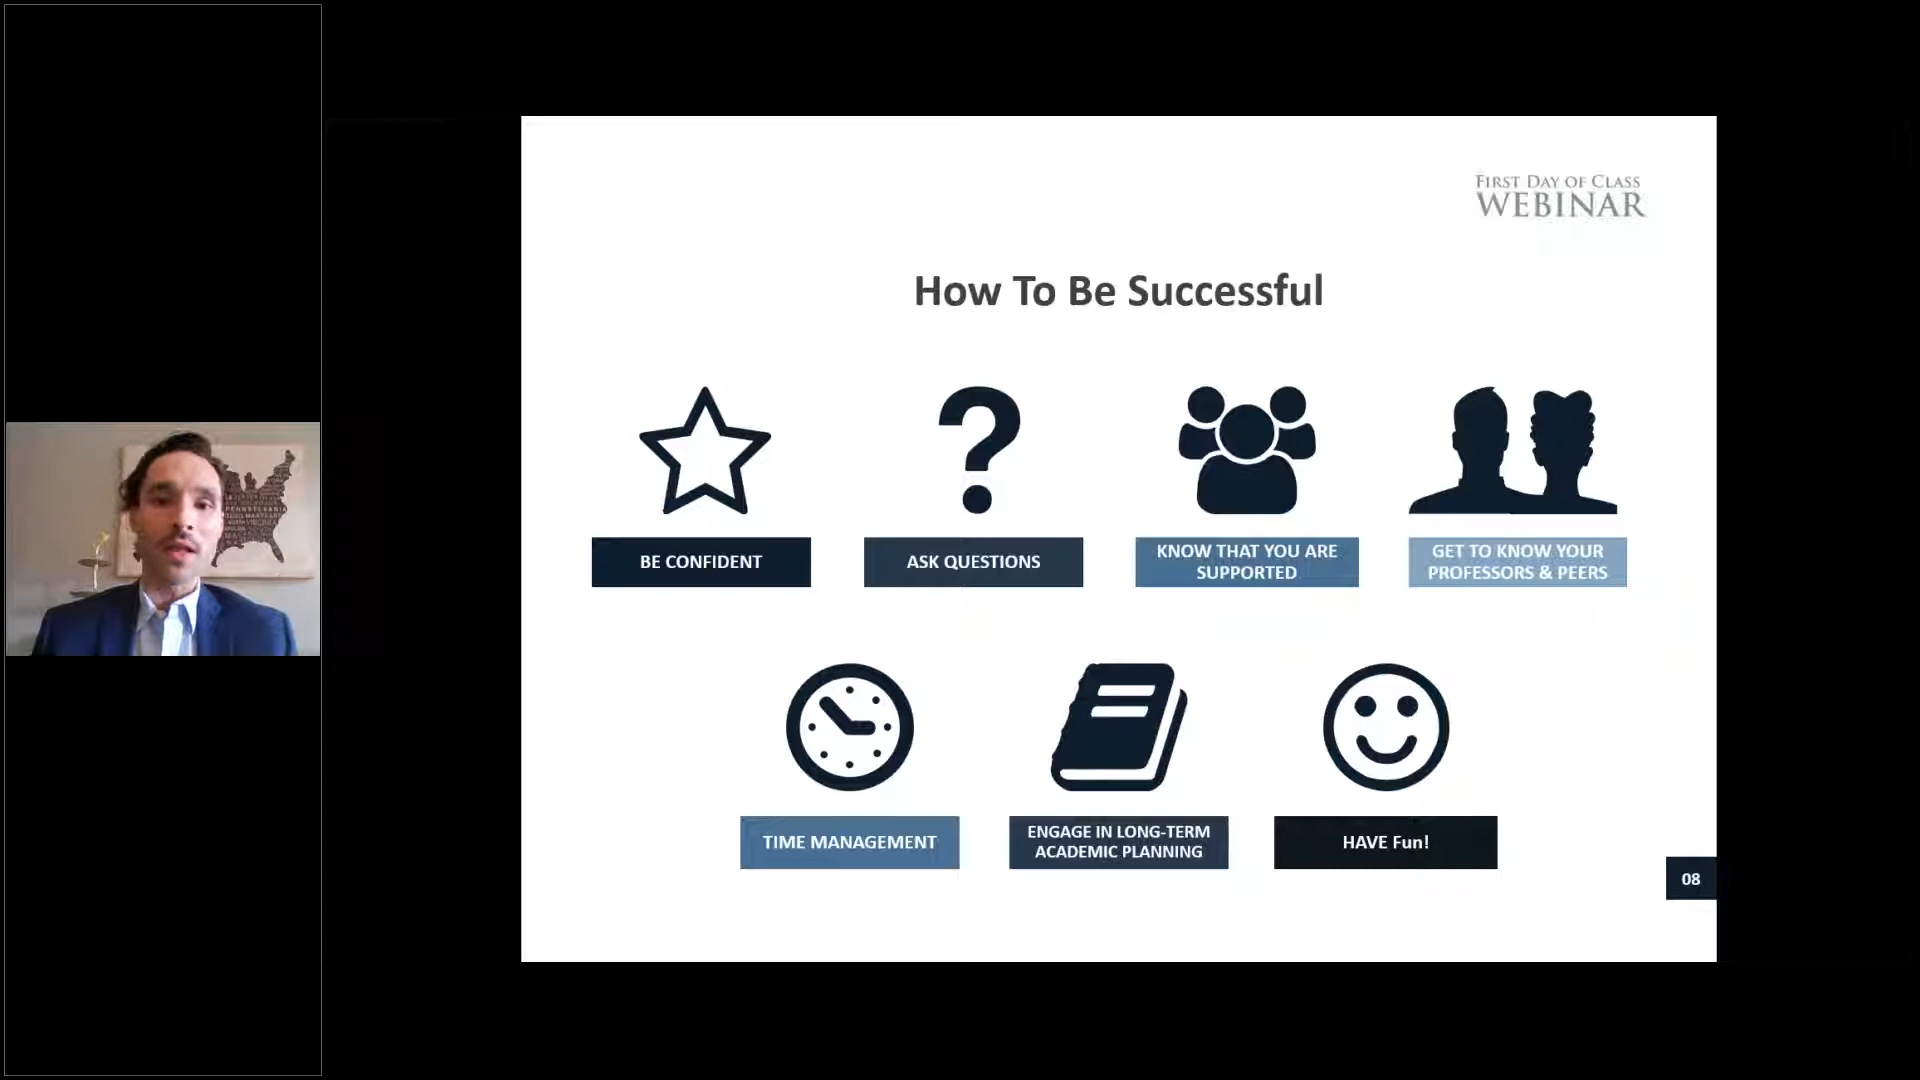 FIRST DAY OF CLASS
WEBINAR
How To Be Successful
BE CONFIDENT
ASK QUESTIONS
KNOW THAT YOU ARE
SUPPORTED
GET TO KNOW YOUR
PROFESSORS & PEERS
TIME MANAGEMENT
ENGAGE IN LONG-TERM
ACADEMIC PLANNING
HAVE Fun!
08
PENNSYLVANIA